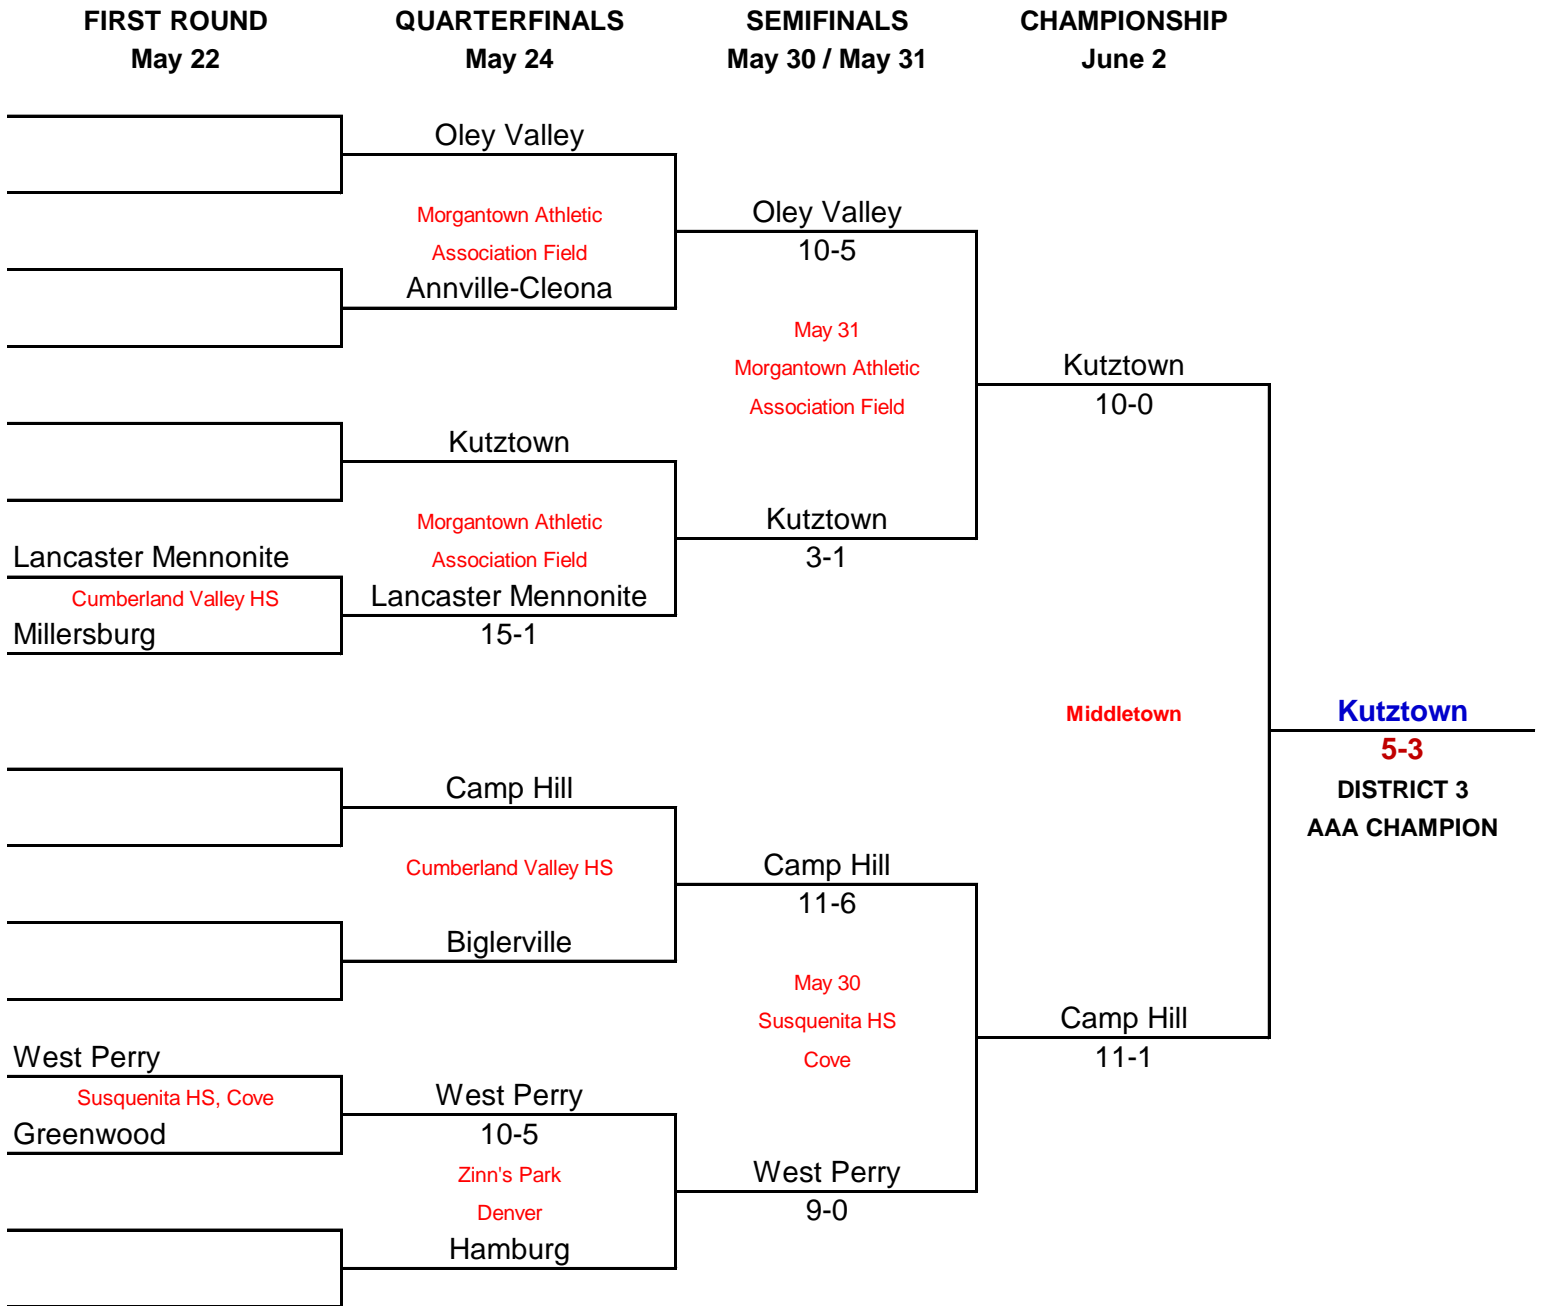 FIRST ROUND
May 22
QUARTERFINALS
May 24
SEMIFINALS
May 30 / May 31
CHAMPIONSHIP
June 2
Lancaster Mennonite
Cumberland Valley HS
Millersburg
West Perry
Susquenita HS, Cove
Greenwood
Oley Valley
Morgantown Athletic
Association Field
Annville-Cleona
Kutztown
Morgantown Athletic
Association Field
Lancaster Mennonite
15-1
Camp Hill
Cumberland Valley HS
Biglerville
West Perry
10-5
Zinn's Park
Denver
Hamburg
Oley Valley
10-5
May 31
Morgantown Athletic
Association Field
Kutztown
3-1
Camp Hill
11-6
May 30
Susquenita HS
Cove
West Perry
9-0
Kutztown
10-0
Middletown
Camp Hill
11-1
Kutztown
5-3
DISTRICT 3
AAA CHAMPION